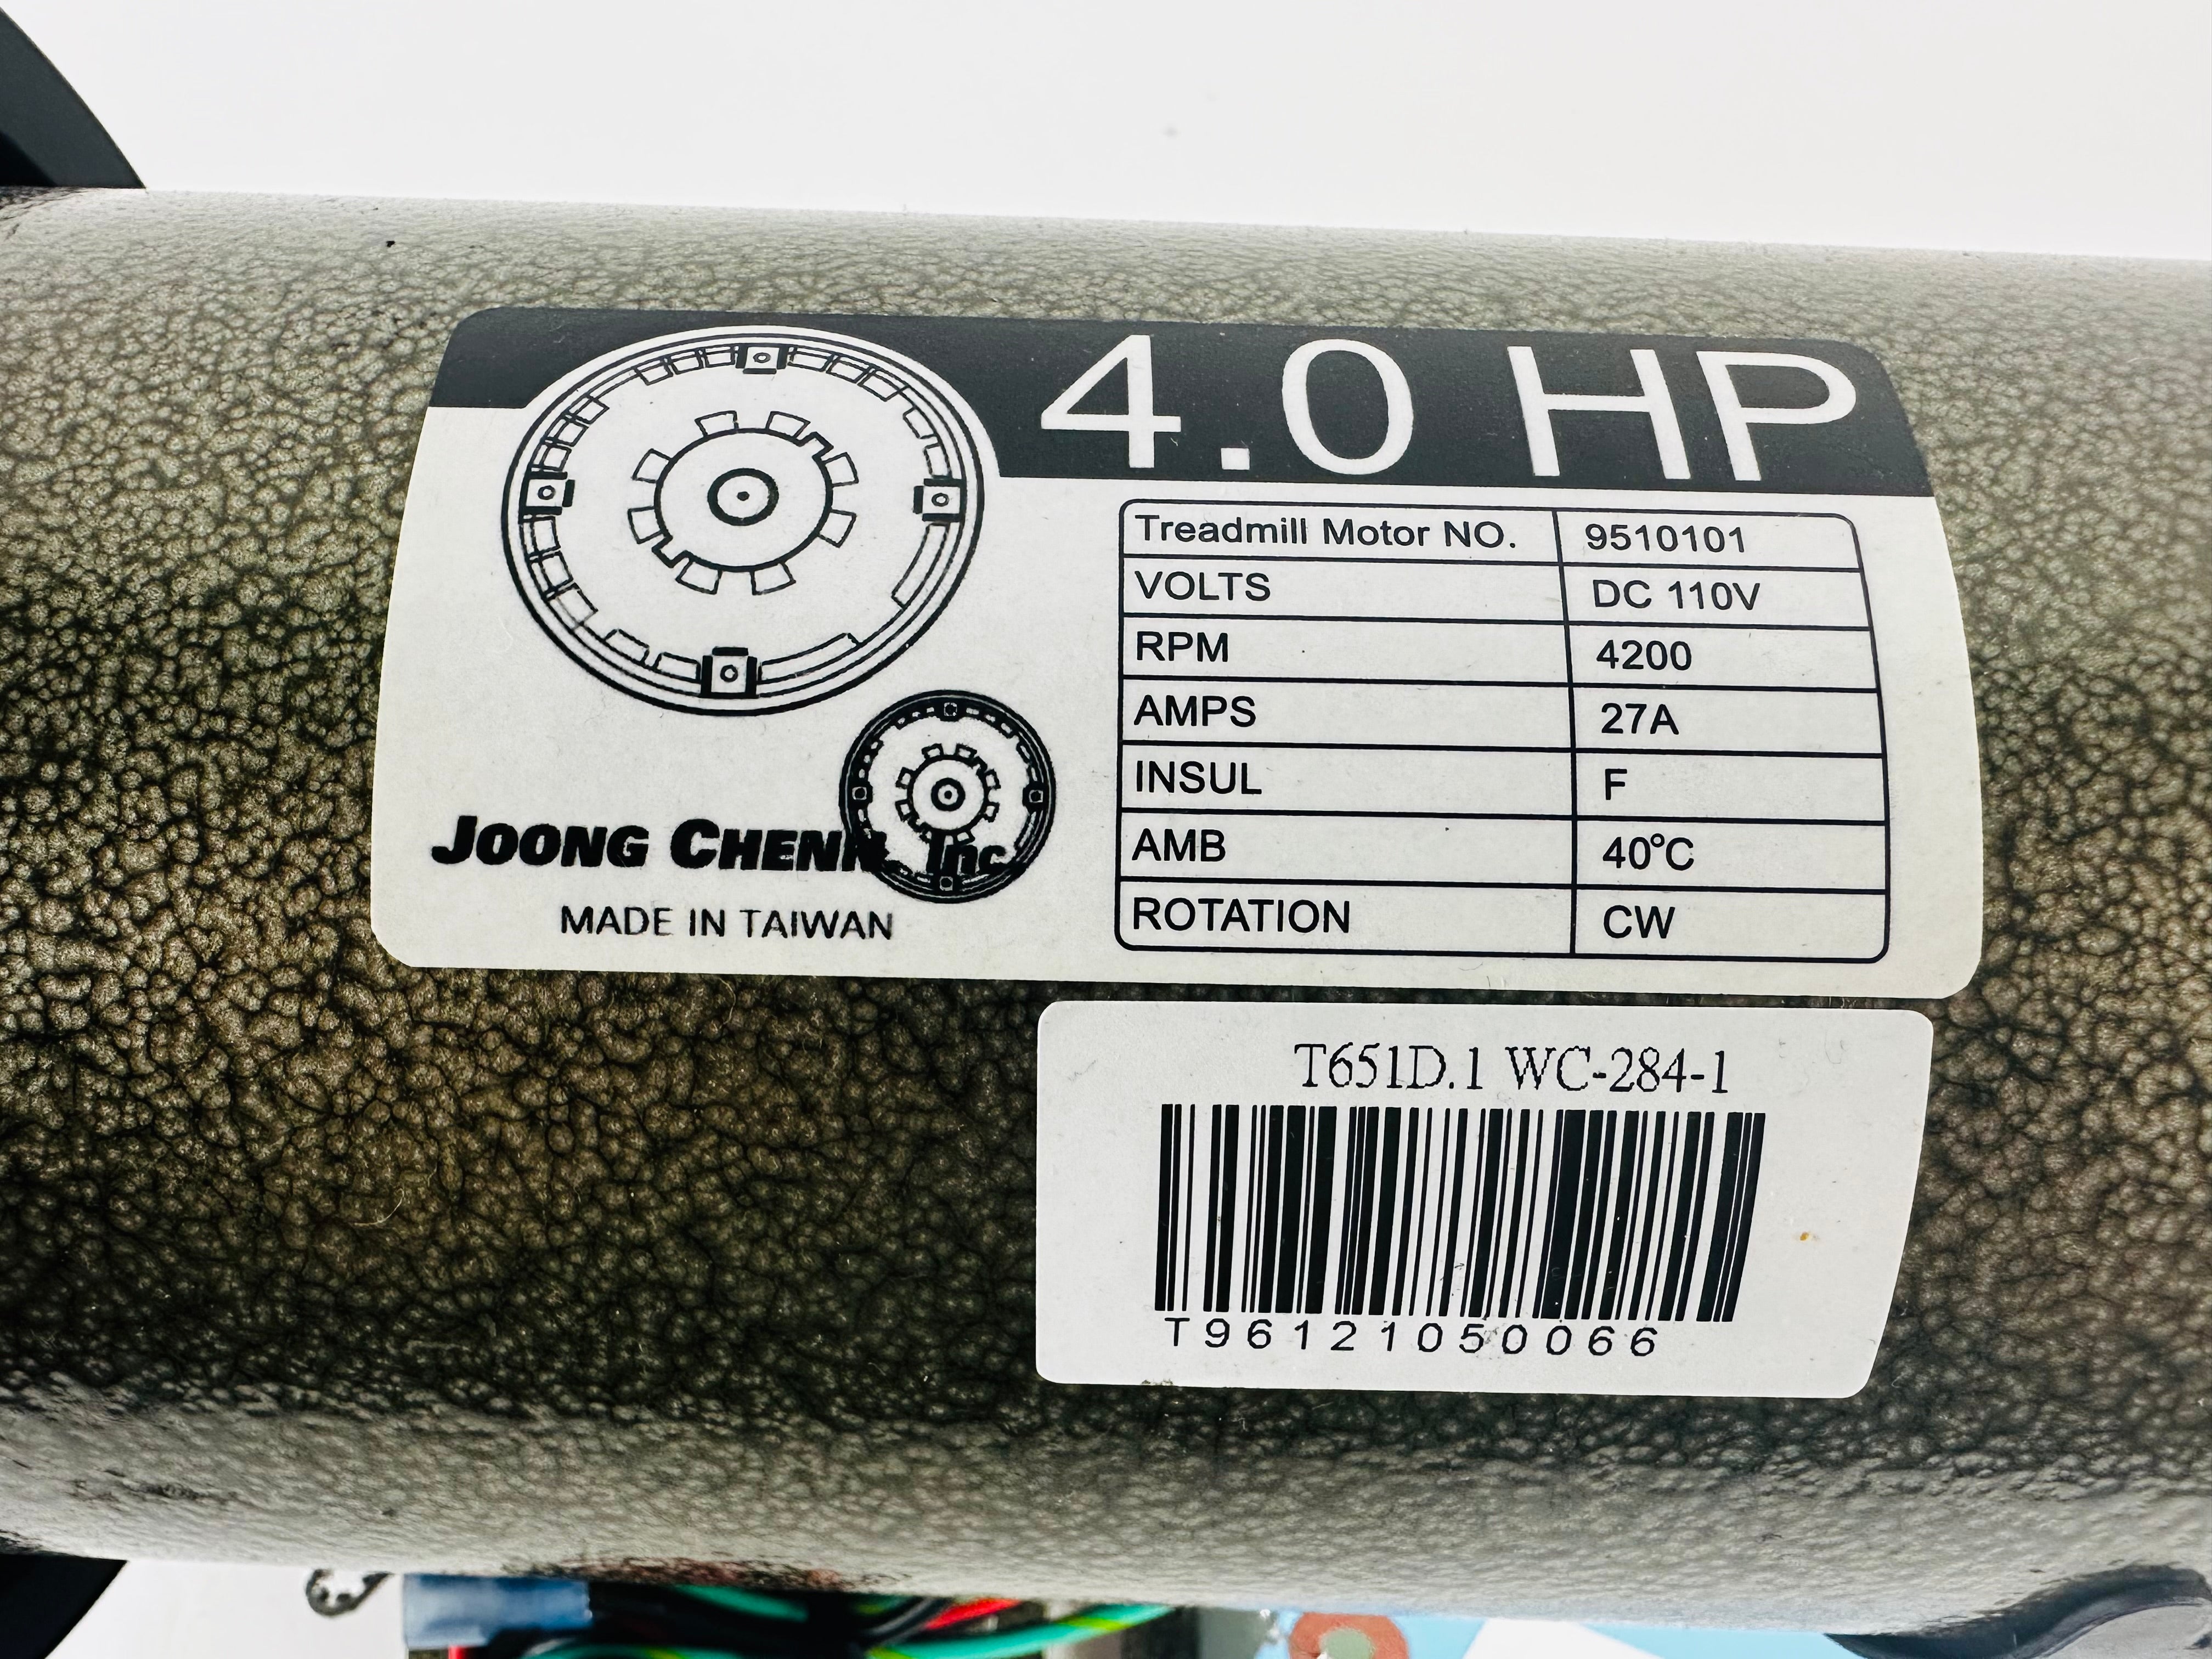 4.0 HP
Treadmill Motor NO. 9510101
VOLTS DC 110V
RPM 4200
AMPS 27A
INSUL F
AMB 40°C
ROTATION CW
JOONG CHENN, Inc
MADE IN TAIWAN
T651D.1 WC-284-1
T96121050066